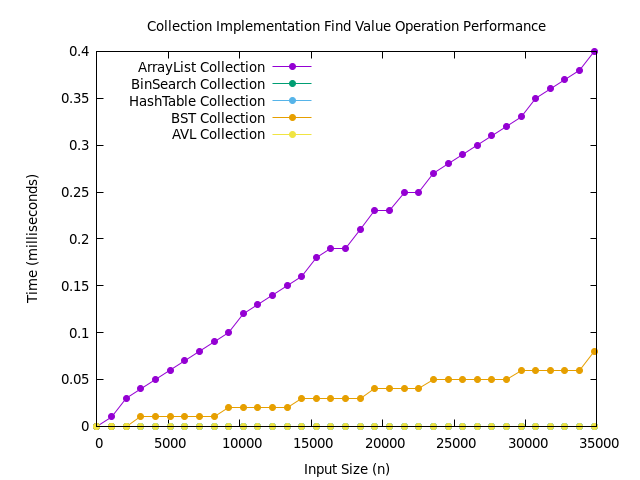 Collection Implementation Find Value Operation Performance
0.4
0.35
0.3
0.25
0.2
0.15
0.1
0.05
0
ArrayList Collection
BinSearch Collection
HashTable Collection
BST Collection
AVL Collection
Time (milliseconds)
0 5000 10000 15000 20000 25000 30000 35000
Input Size (n)